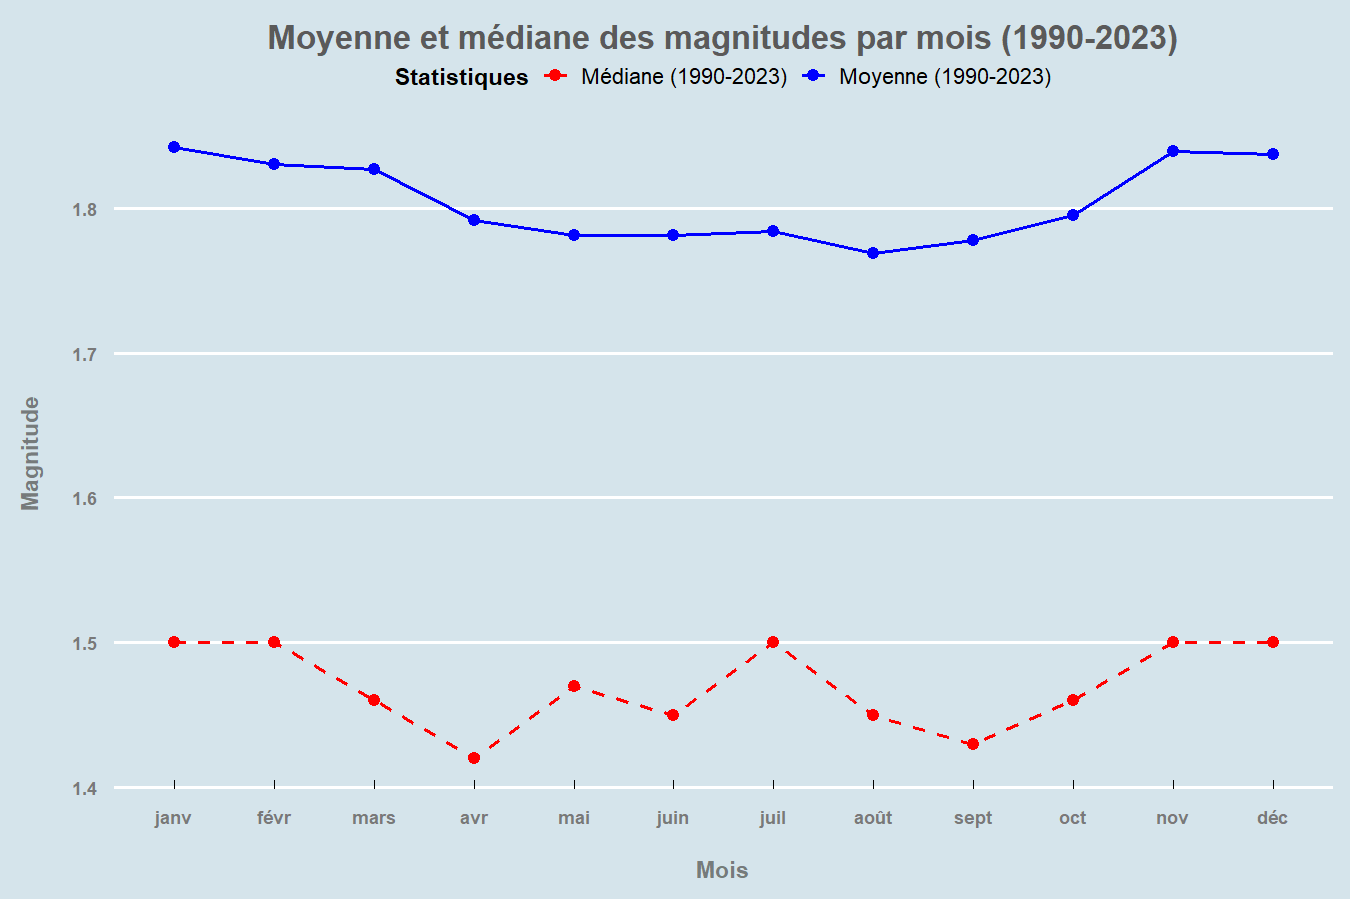 Moyenne et médiane des magnitudes par mois (1990-2023)
Statistiques Médiane (1990-2023) Moyenne (1990-2023)
1.8
1.7
1.6
1.5
1.4
Magnitude
janv févr mars avr mai juin juil août sept oct nov déc
Mois